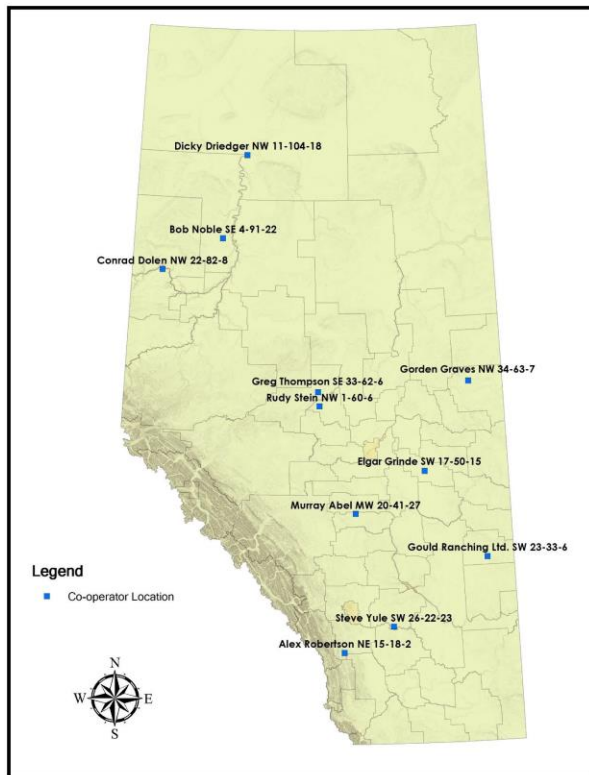 Dicky Driedger NW 11-104-18
Bob Noble SE 4-91-22
Conrad Dolen NW 22-82-8
Gorden Graves NW 34-63-7
Greg Thompson SE 33-62-6
Rudy Stein NW 1-60-6
Elgar Grinde SW 17-50-15
Murray Abel MW 20-41-27
Gould Ranching Ltd. SW 23-33-6
Legend
Co-operator Location
Steve Yule SW 26-22-23
Alex Robertson NE 15-18-2
N
W E
S